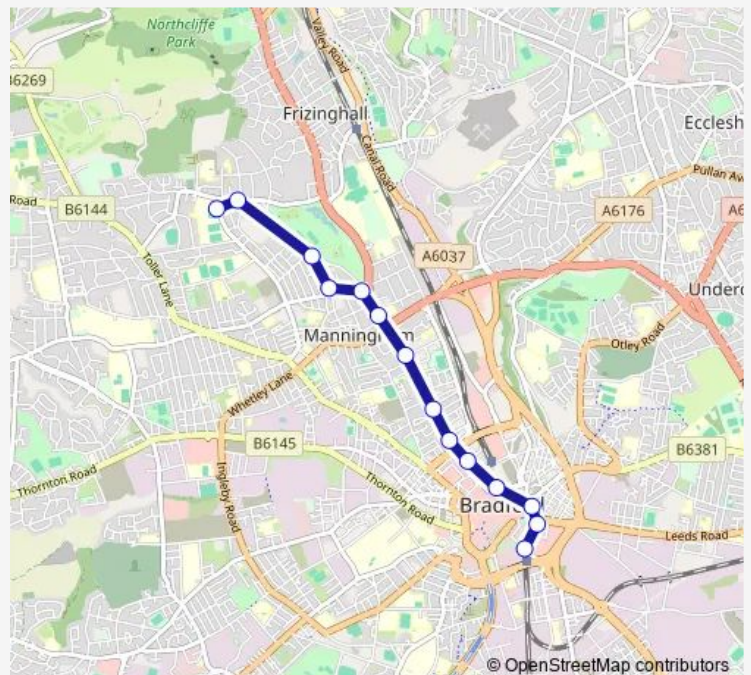 Northcliffe
Park
Valley Road
B6269
Frizinghall
Canal Road
Ecclesh
Pullan Av
Road
B6144
A6176
A6
Toller Lane
A6037
Underc
Manningham
Otley Road
Whetley Lane
B6145
B6381
Thornton Road
Ingleby Road
Thornton Road
Bradford
Leeds Road
© OpenStreetMap contributors